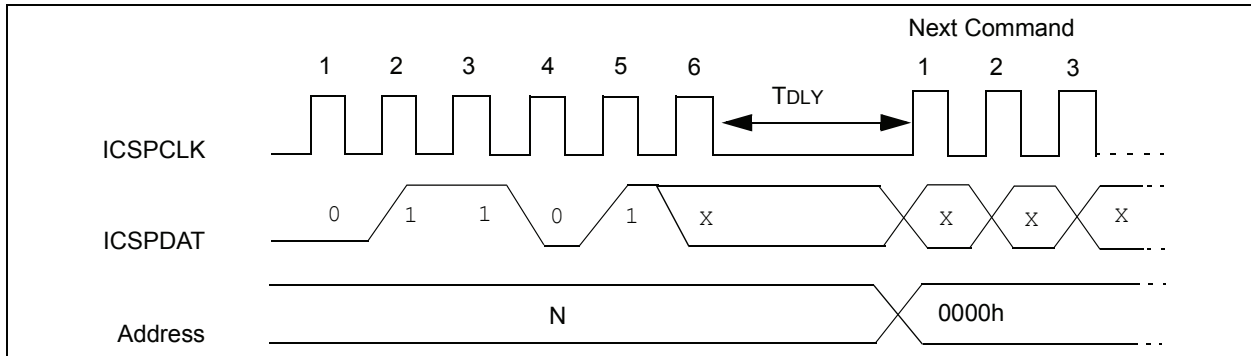 Next Command
1 2 3 4 5 6 1 2 3
TDLY
ICSPCLK
0 1 1 0 1 X X X X
ICSPDAT
N 0000h
Address